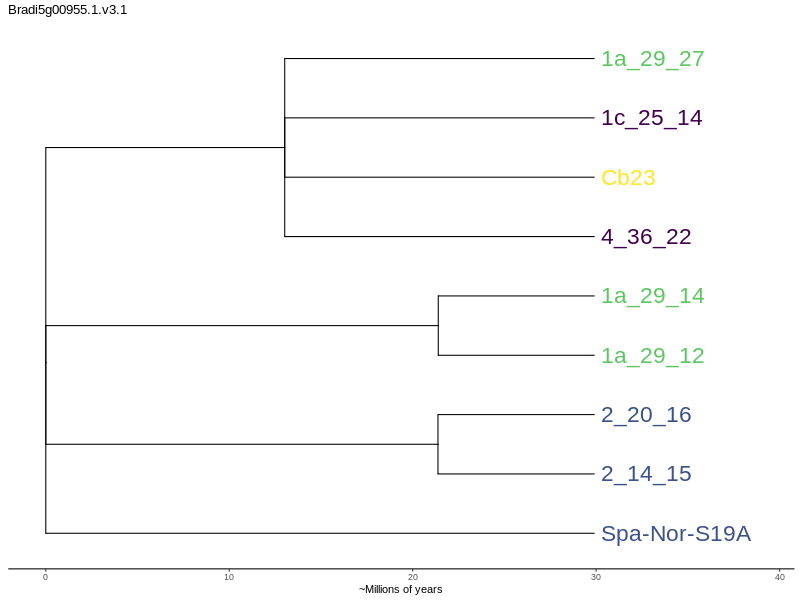 Bradi5g00955.1.v3.1
1a_29_27
1c_25_14
Cb23
4_36_22
1a_29_14
1a_29_12
2_20_16
2_14_15
Spa-Nor-S19A
0 10 20 30 40
~Millions of years